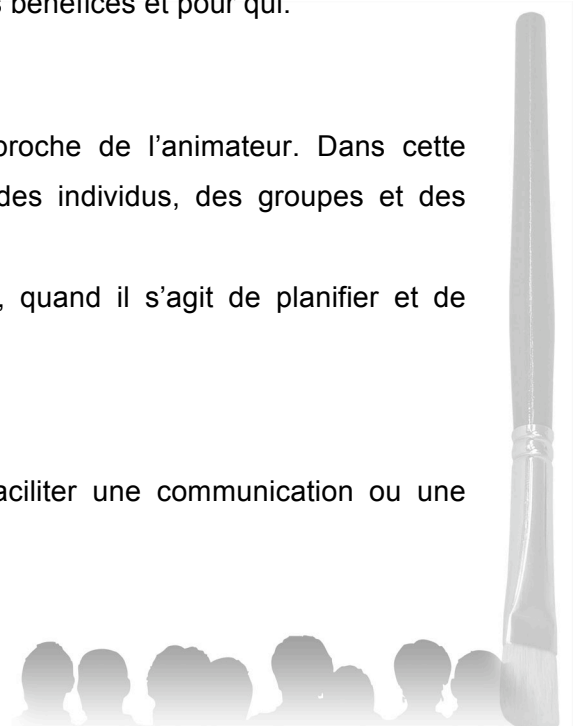 s bénéfices et pour qui.
proche de l’animateur. Dans cette
des individus, des groupes et des
, quand il s’agit de planifier et de
aciliter une communication ou une